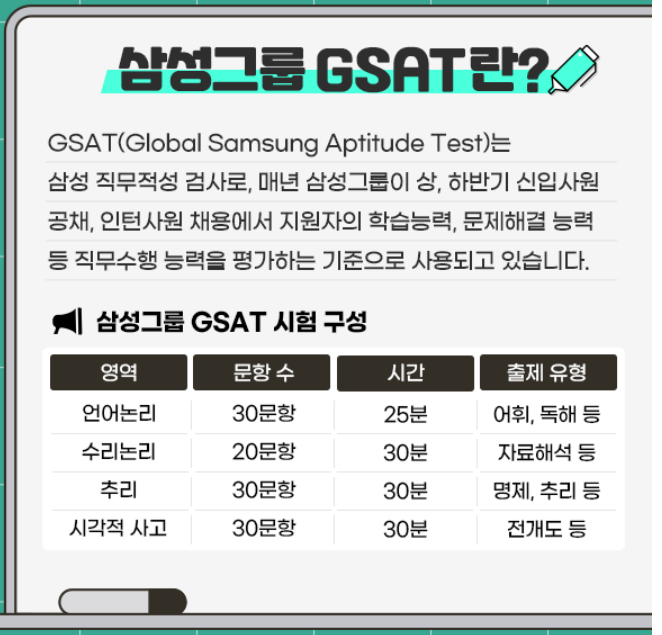 삼성그룹 GSAT란?
GSAT(Global Samsung Aptitude Test)는
삼성 직무적성 검사로, 매년 삼성그룹이 상, 하반기 신입사원
공채, 인턴사원 채용에서 지원자의 학습능력, 문제해결 능력
등 직무수행 능력을 평가하는 기준으로 사용되고 있습니다.
삼성그룹 GSAT 시험 구성
영역 문항 수 시간 출제 유형
언어논리 30문항 25분 어휘, 독해 등
수리논리 20문항 30분 자료해석 등
추리 30문항 30분 명제, 추리 등
시각적 사고 30문항 30분 전개도 등